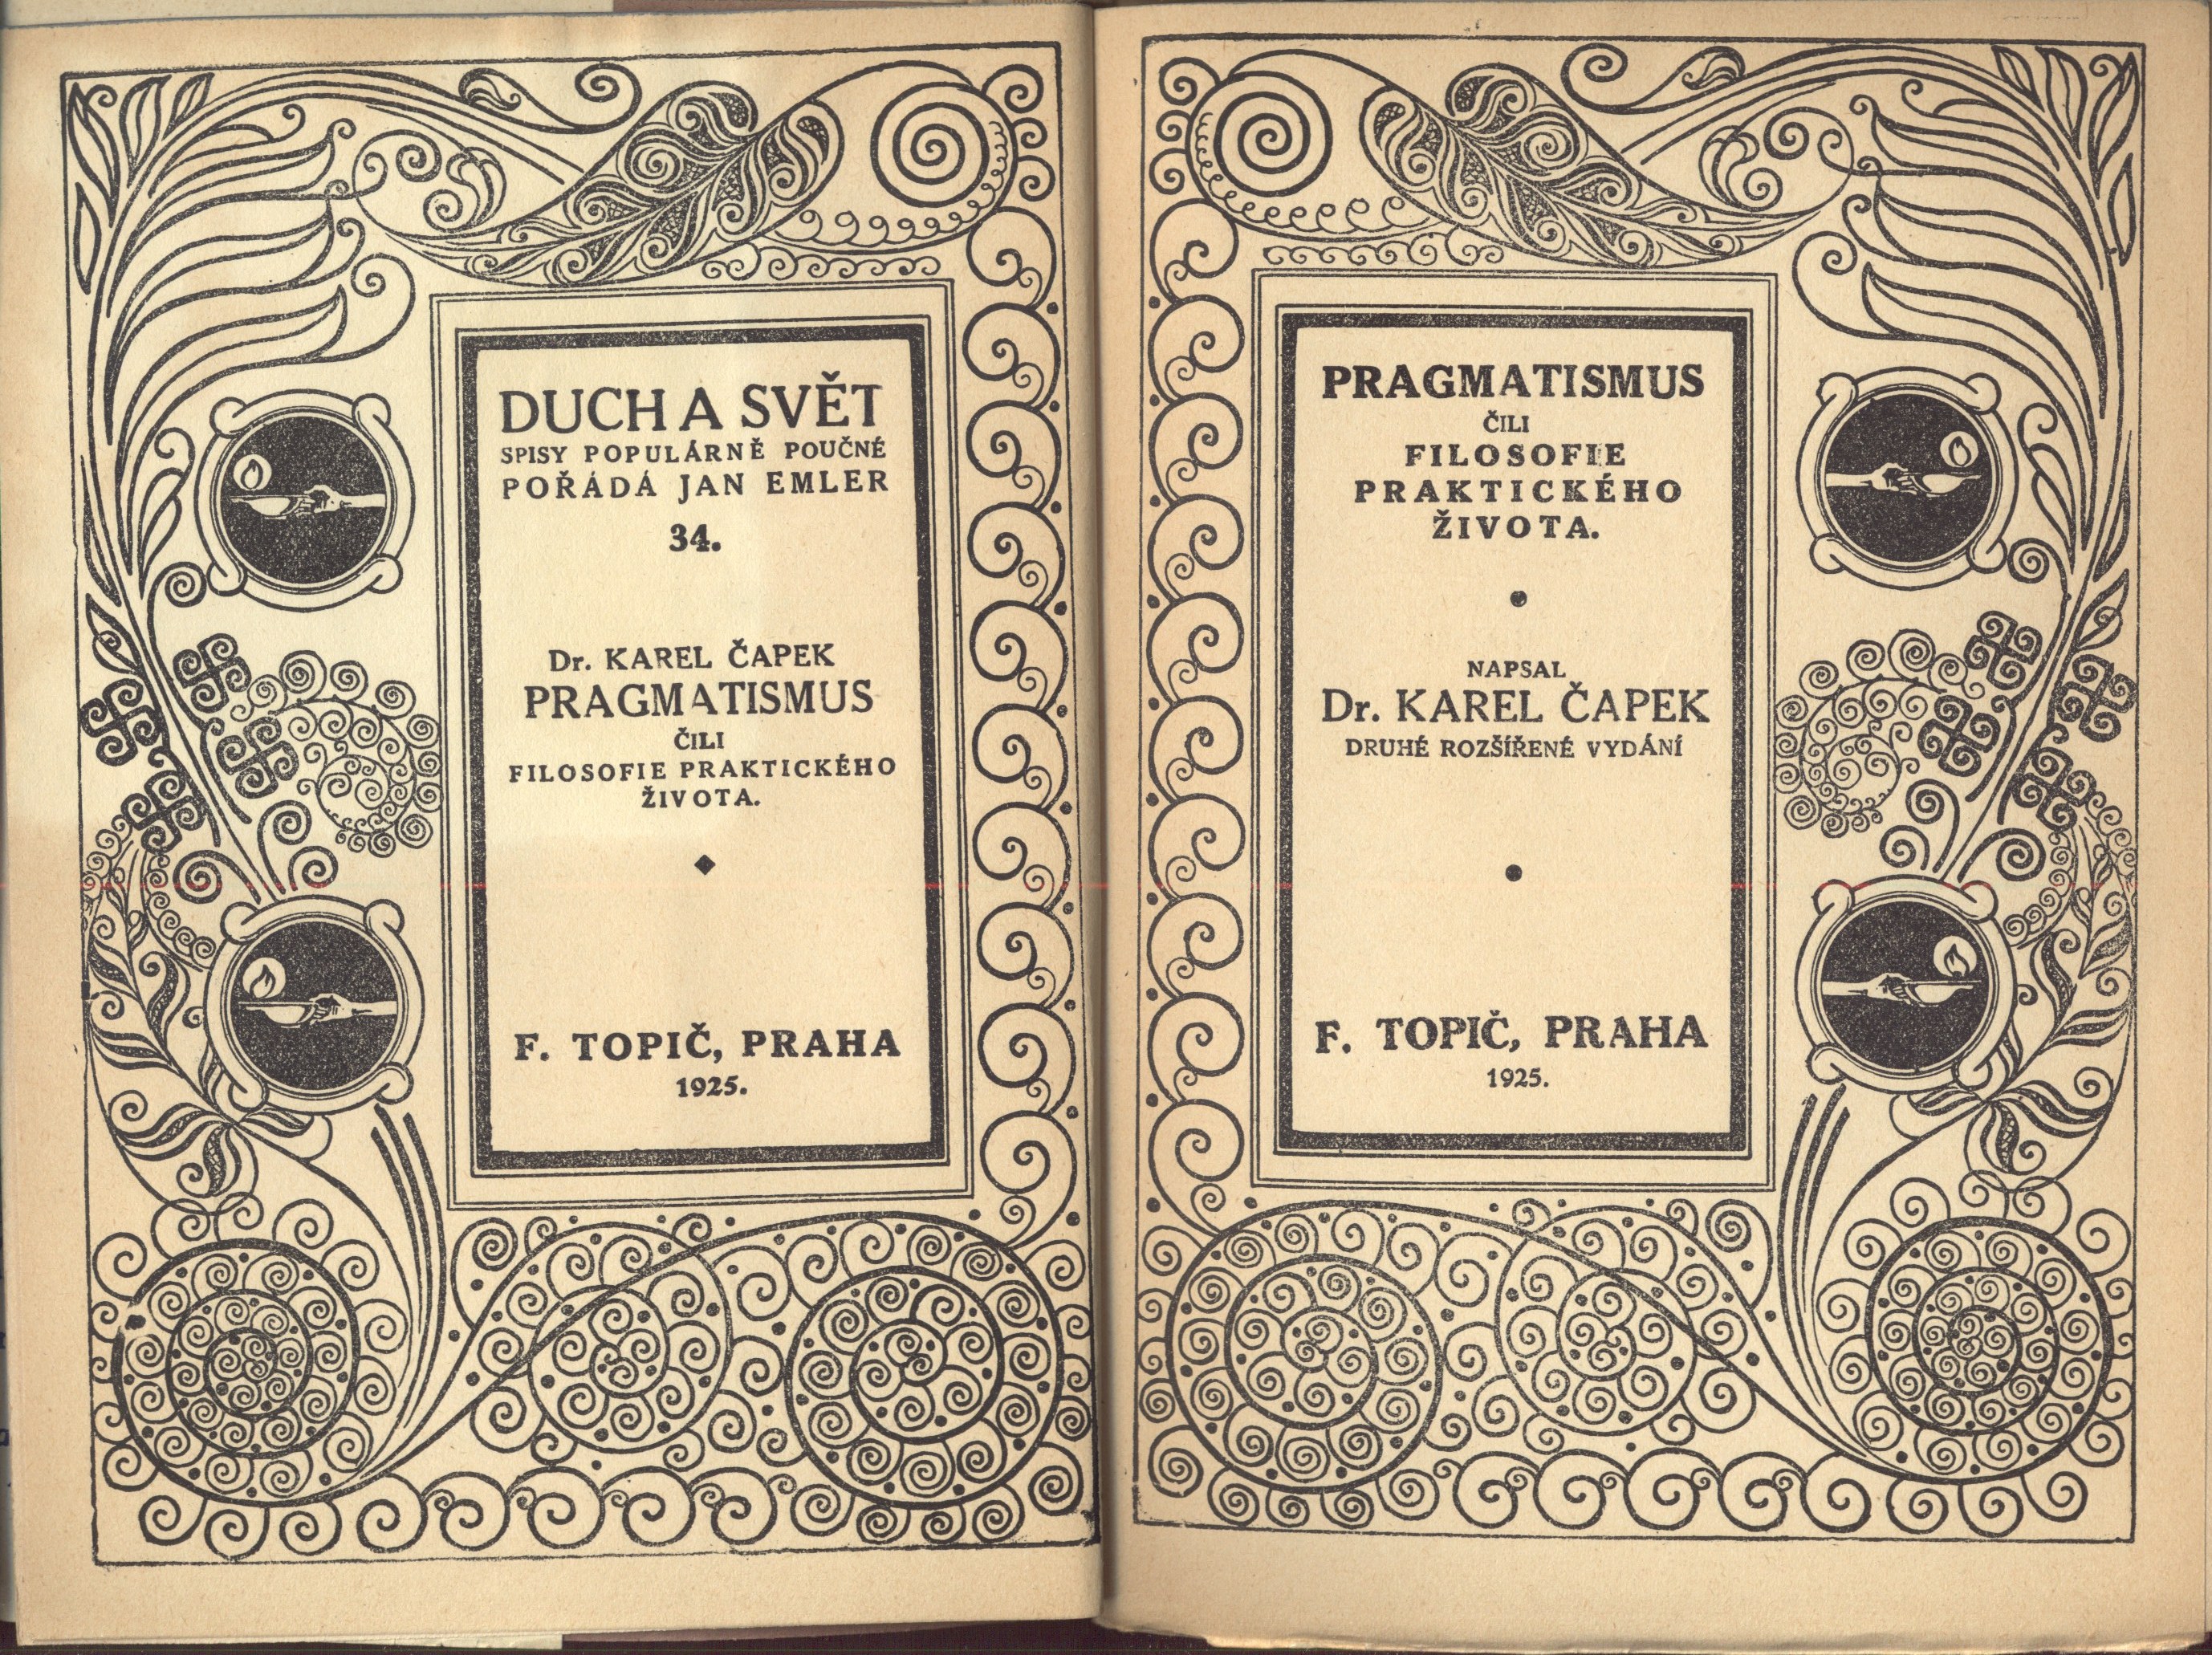 DUCH A SVĚT
SPISY POPULÁRNĚ POUČNÉ
POŘÁDÁ JAN EMLER
34.
Dr. KAREL ČAPEK
PRAGMATISMUS
ČILI
FILOSOFIE PRAKTICKÉHO
ŽIVOTA.
F. TOPIČ, PRAHA
1925.
PRAGMATISMUS
ČILI
FILOSOFIE
PRAKTICKÉHO
ŽIVOTA.
NAPSAL
Dr. KAREL ČAPEK
DRUHÉ ROZŠÍŘENÉ VYDÁNÍ
F. TOPIČ, PRAHA
1925.